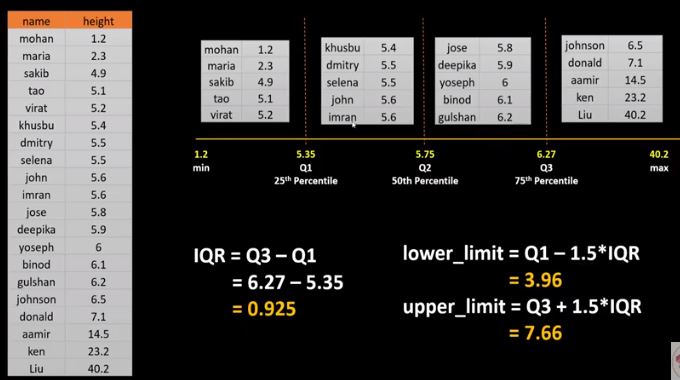 name height
mohan 1.2
maria 2.3
sakib 4.9
tao 5.1
virat 5.2
khusbu 5.4
dmitry 5.5
selena 5.5
john 5.6
imran 5.6
jose 5.8
deepika 5.9
yoseph 6
binod 6.1
gulshan 6.2
johnson 6.5
donald 7.1
aamir 14.5
ken 23.2
Liu 40.2
mohan 1.2
maria 2.3
sakib 4.9
tao 5.1
virat 5.2
khusbu 5.4
dmitry 5.5
selena 5.5
john 5.6
imran 5.6
jose 5.8
deepika 5.9
yoseph 6
binod 6.1
gulshan 6.2
johnson 6.5
donald 7.1
aamir 14.5
ken 23.2
Liu 40.2
1.2 5.35 5.75 6.27 40.2
min Q1 Q2 Q3 max
25th Percentile 50th Percentile 75th Percentile
IQR = Q3 – Q1
= 6.27 – 5.35
= 0.925
lower_limit = Q1 – 1.5*IQR
= 3.96
upper_limit = Q3 + 1.5*IQR
= 7.66